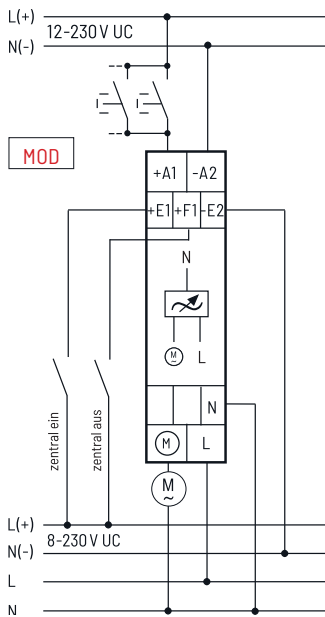 L(+)
12-230 V UC
N(-)
MOD
+A1 -A2
+E1 +F1 -E2
N
M ~ L
N
M L
zentral ein
zentral aus
M ~
L(+)
8-230 V UC
N(-)
L
N